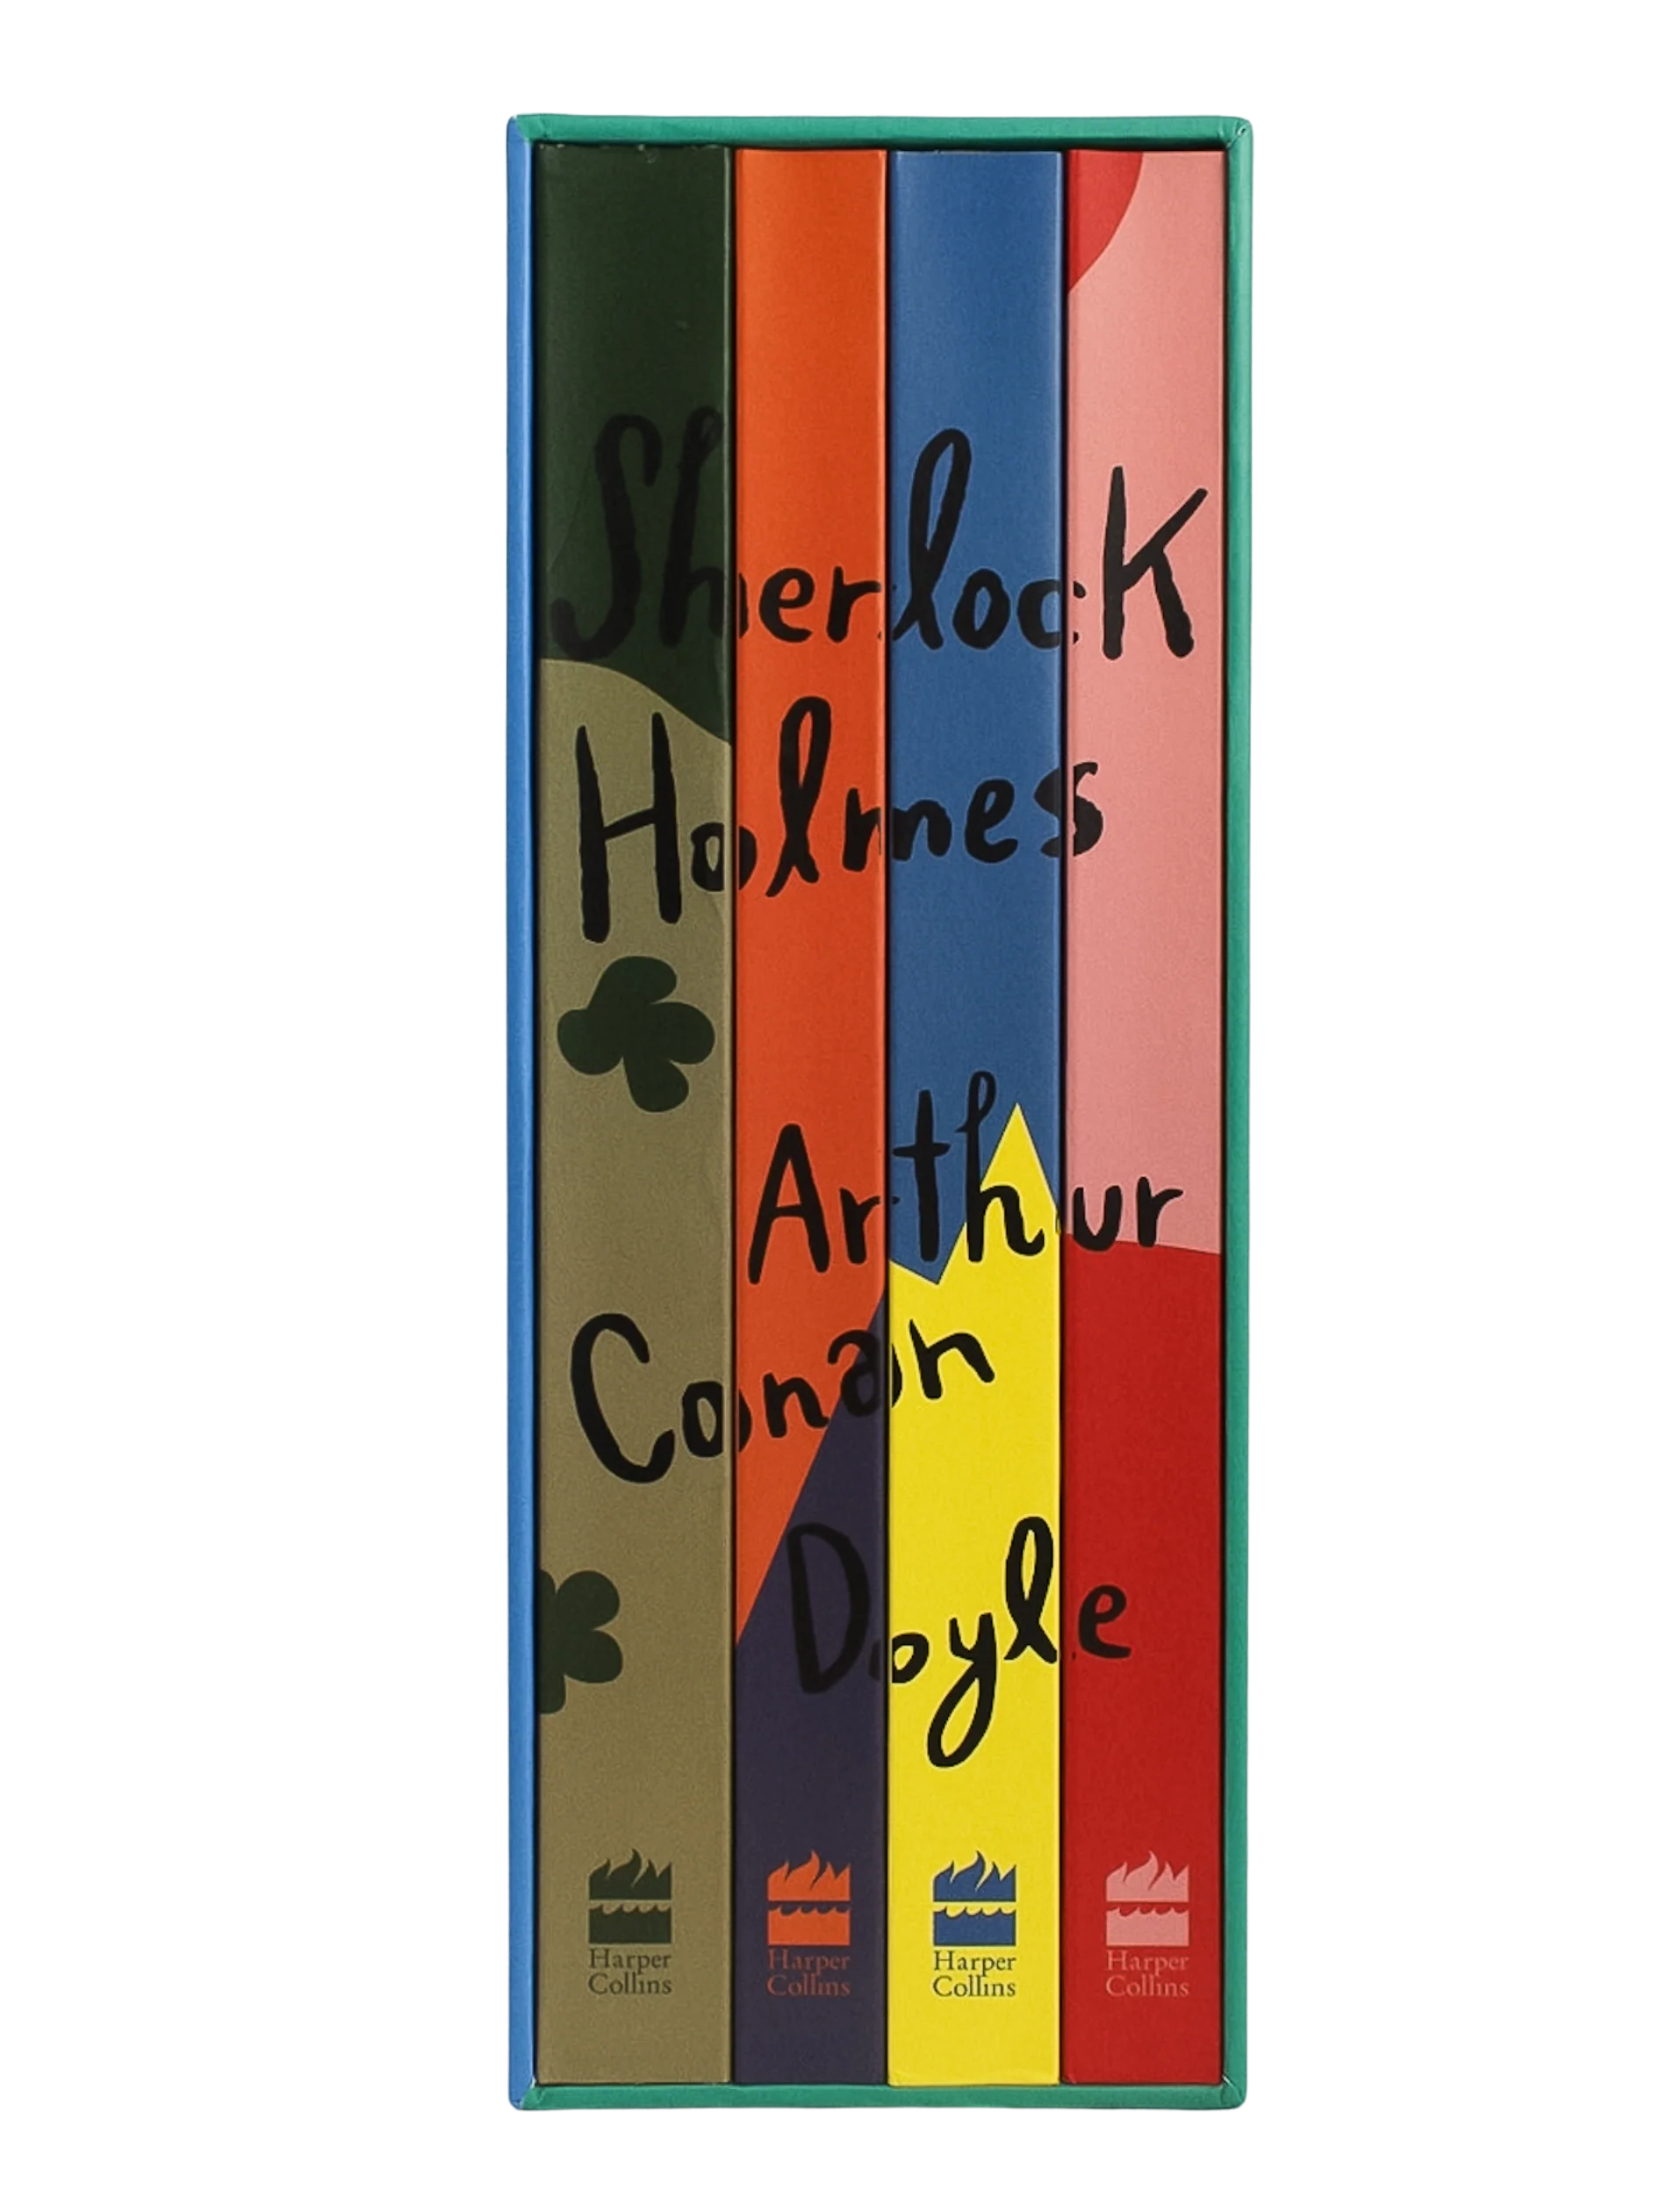 Sherlock
Holmes
Arthur
Conan
Doyle
Harper
Collins
Harper
Collins
Harper
Collins
Harper
Collins